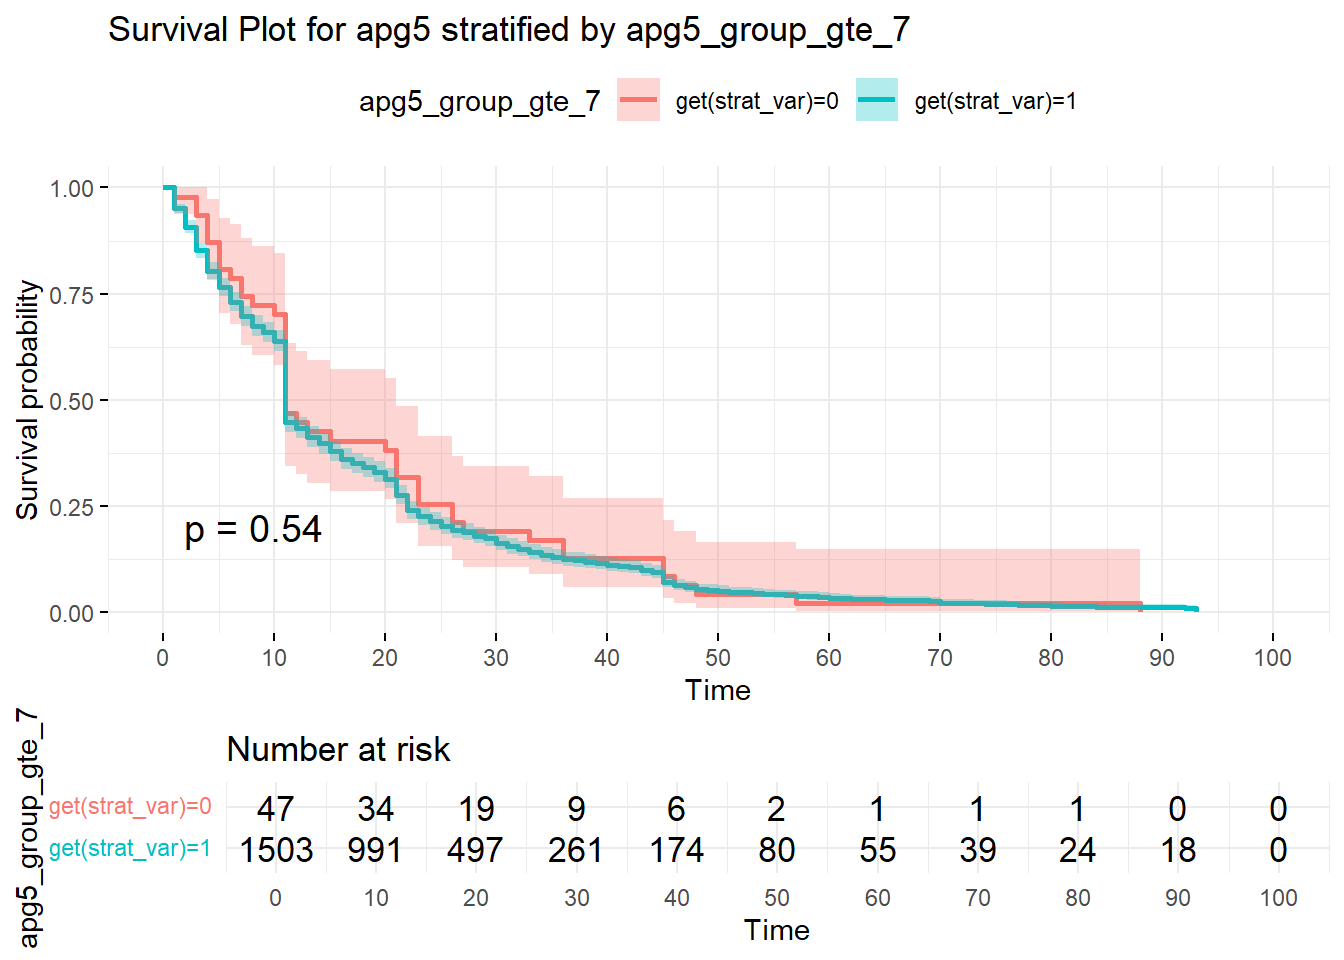 Survival Plot for apg5 stratified by apg5_group_gte_7
apg5_group_gte_7 get(strat_var)=0 get(strat_var)=1
Survival probability
1.00
0.75
0.50
0.25
0.00
p = 0.54
0 10 20 30 40 50 60 70 80 90 100
Time
Number at risk
apg5_group_gte_7
get(strat_var)=0 47 34 19 9 6 2 1 1 1 0 0
get(strat_var)=1 1503 991 497 261 174 80 55 39 24 18 0
0 10 20 30 40 50 60 70 80 90 100
Time